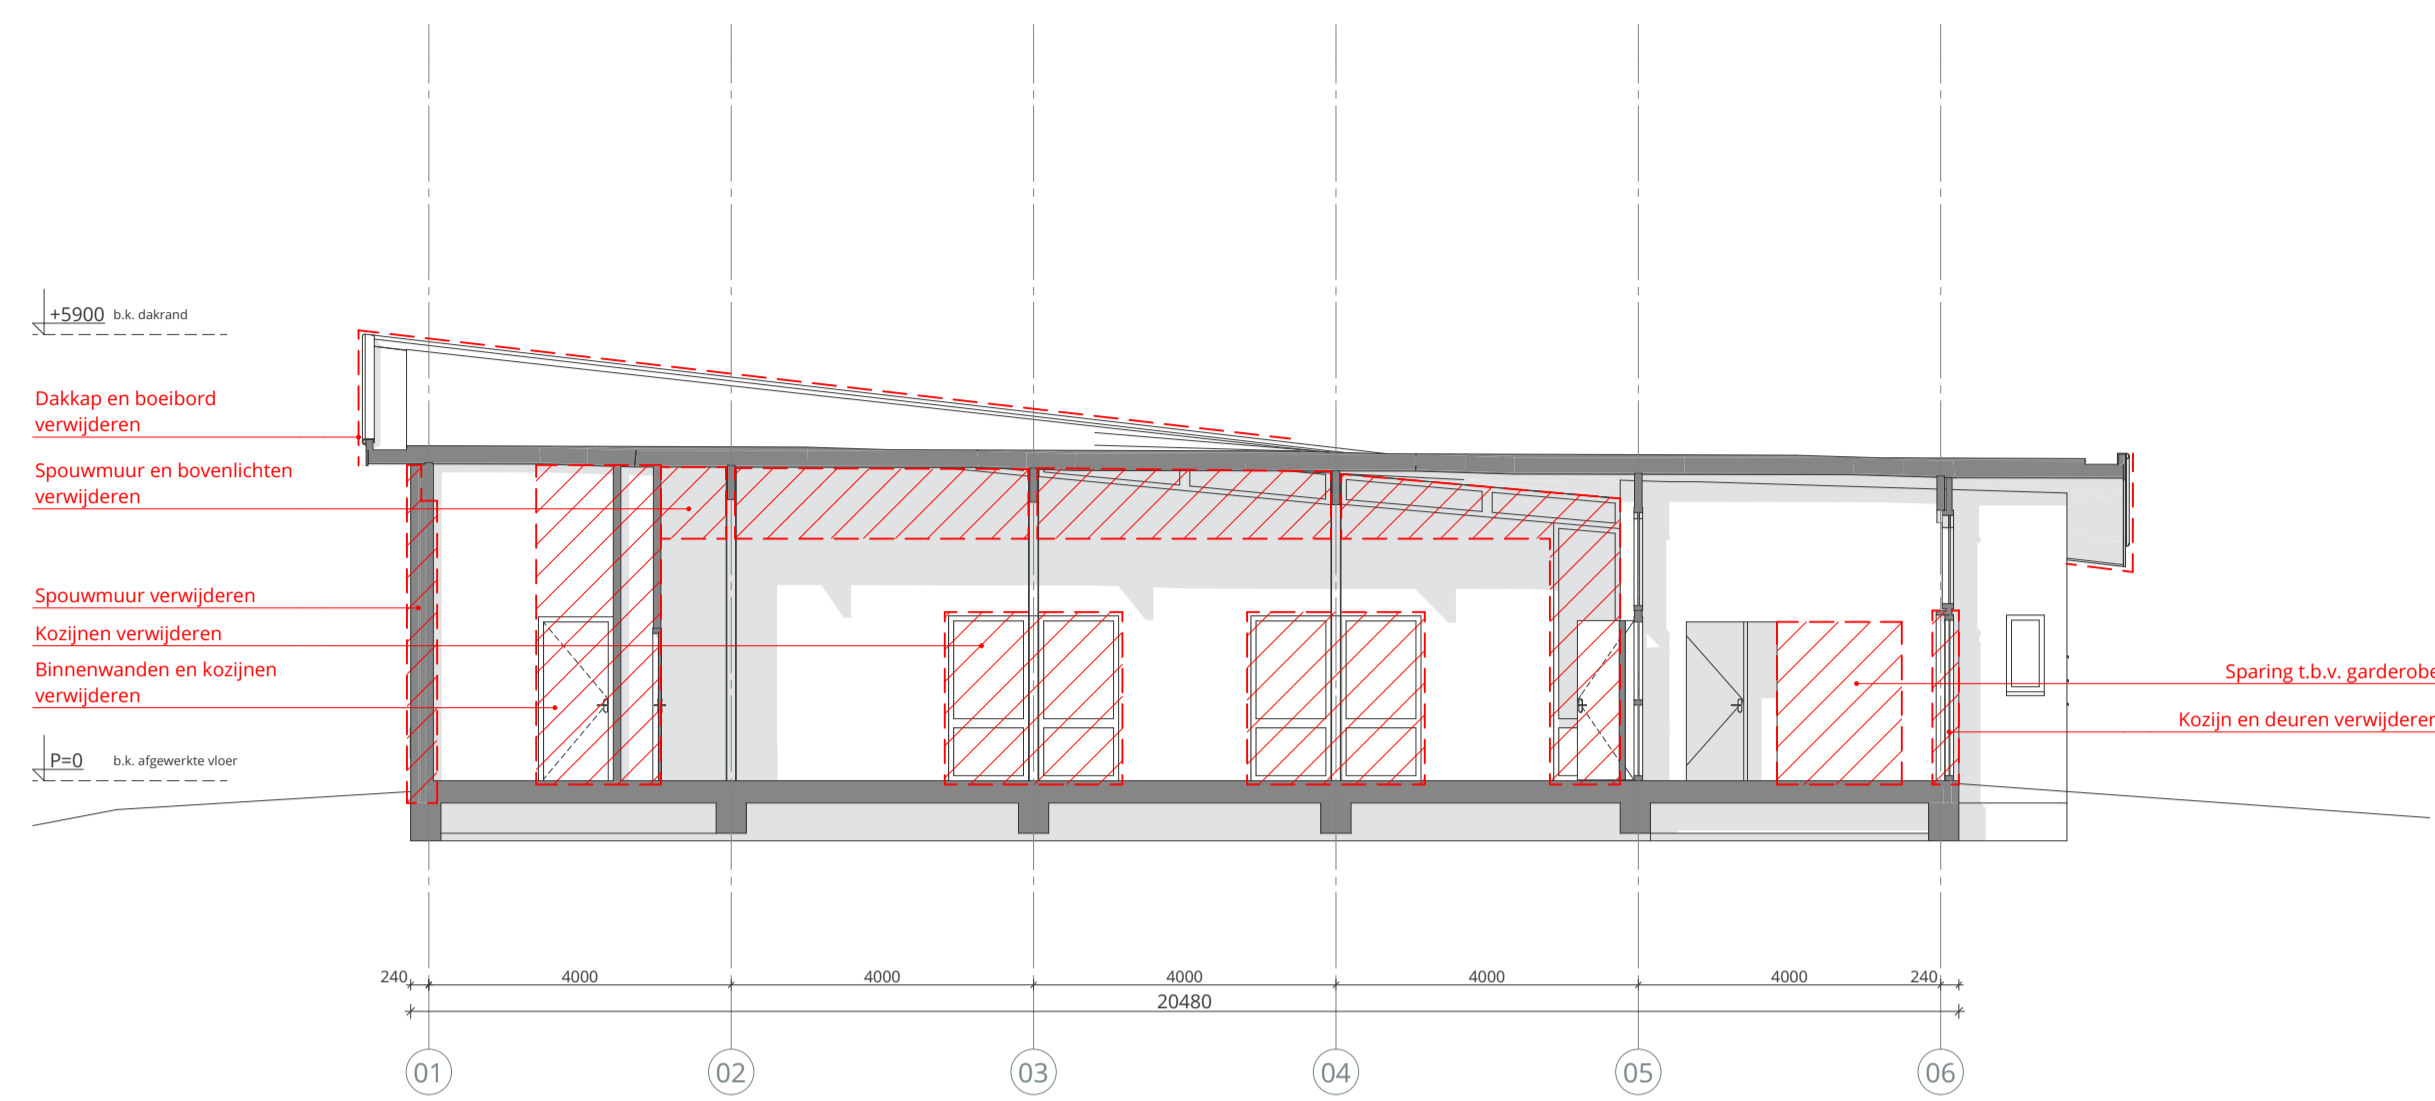 +5900 b.k. dakrand
Dakkap en boeibord
verwijderen
Spouwmuur en bovenlichten
verwijderen
Spouwmuur verwijderen
Kozijnen verwijderen
Binnenwanden en kozijnen
verwijderen
Sparing t.b.v. garderobe
Kozijn en deuren verwijderen
P=0 b.k. afgewerkte vloer
240 4000 4000 4000 4000 4000 240
20480
01 02 03 04 05 06